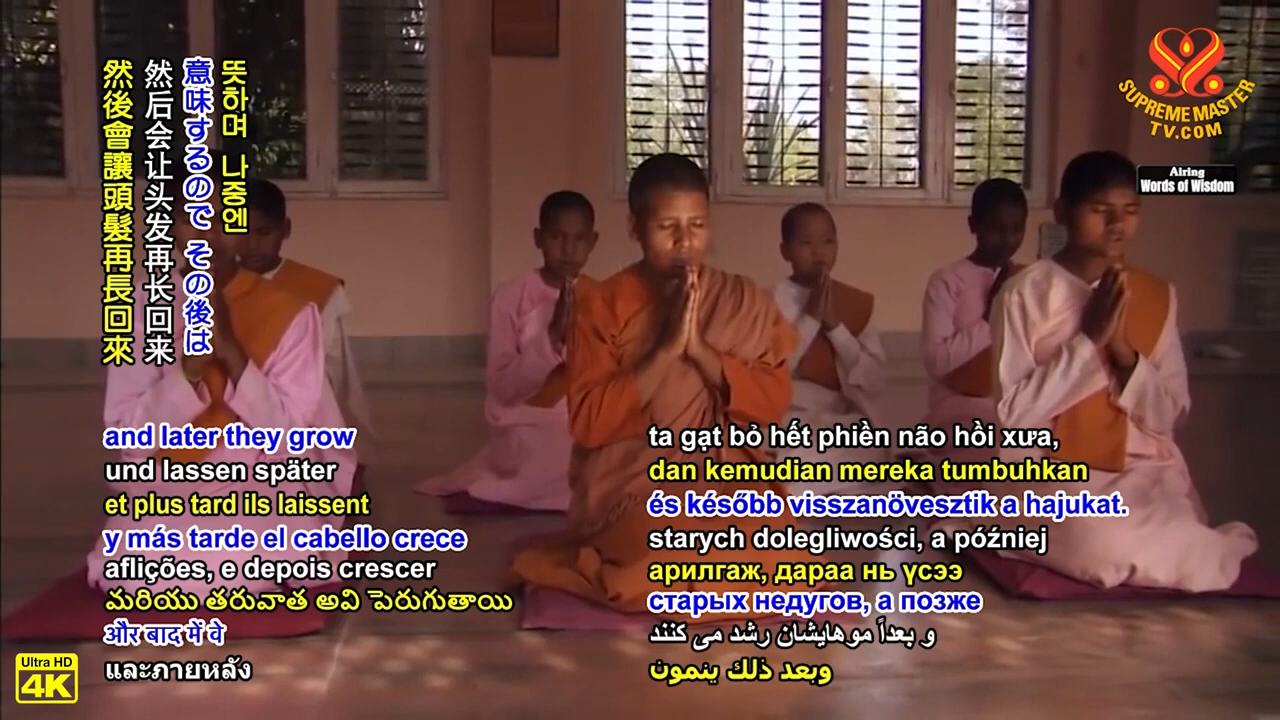 뜻하며 나중엔
意味するので その後は
然后会让头发再长回来
然後會讓頭髮再長回來
SUPREME MASTER
TV.COM
Airing
Words of Wisdom
and later they grow
und lassen später
et plus tard ils laissent
y más tarde el cabello crece
aflições, e depois crescer
మరియు తరువాత అవి పెరుగుతాయి
और बाद में वे
และภายหลัง
ta gạt bỏ hết phiền não hồi xưa,
dan kemudian mereka tumbuhkan
és később visszanövesztik a hajukat.
starych dolegliwości, a później
арилгаж, дараа нь үсээ
старых недугов, а позже
و بعداً موهایشان رشد می کنند
وبعد ذلك ينمون
Ultra HD
4K